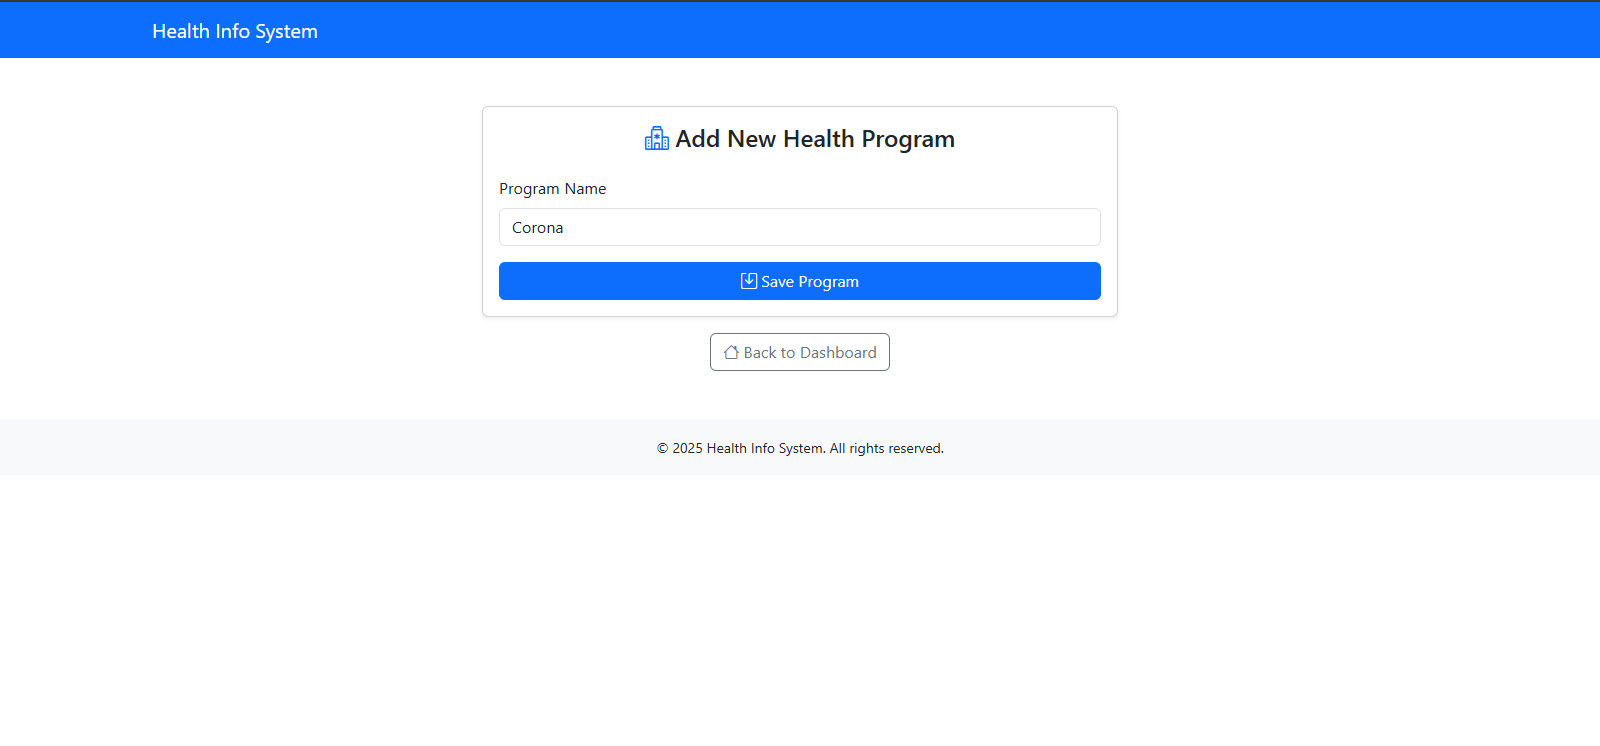 Health Info System
Add New Health Program
Program Name
Corona
Save Program
Back to Dashboard
© 2025 Health Info System. All rights reserved.